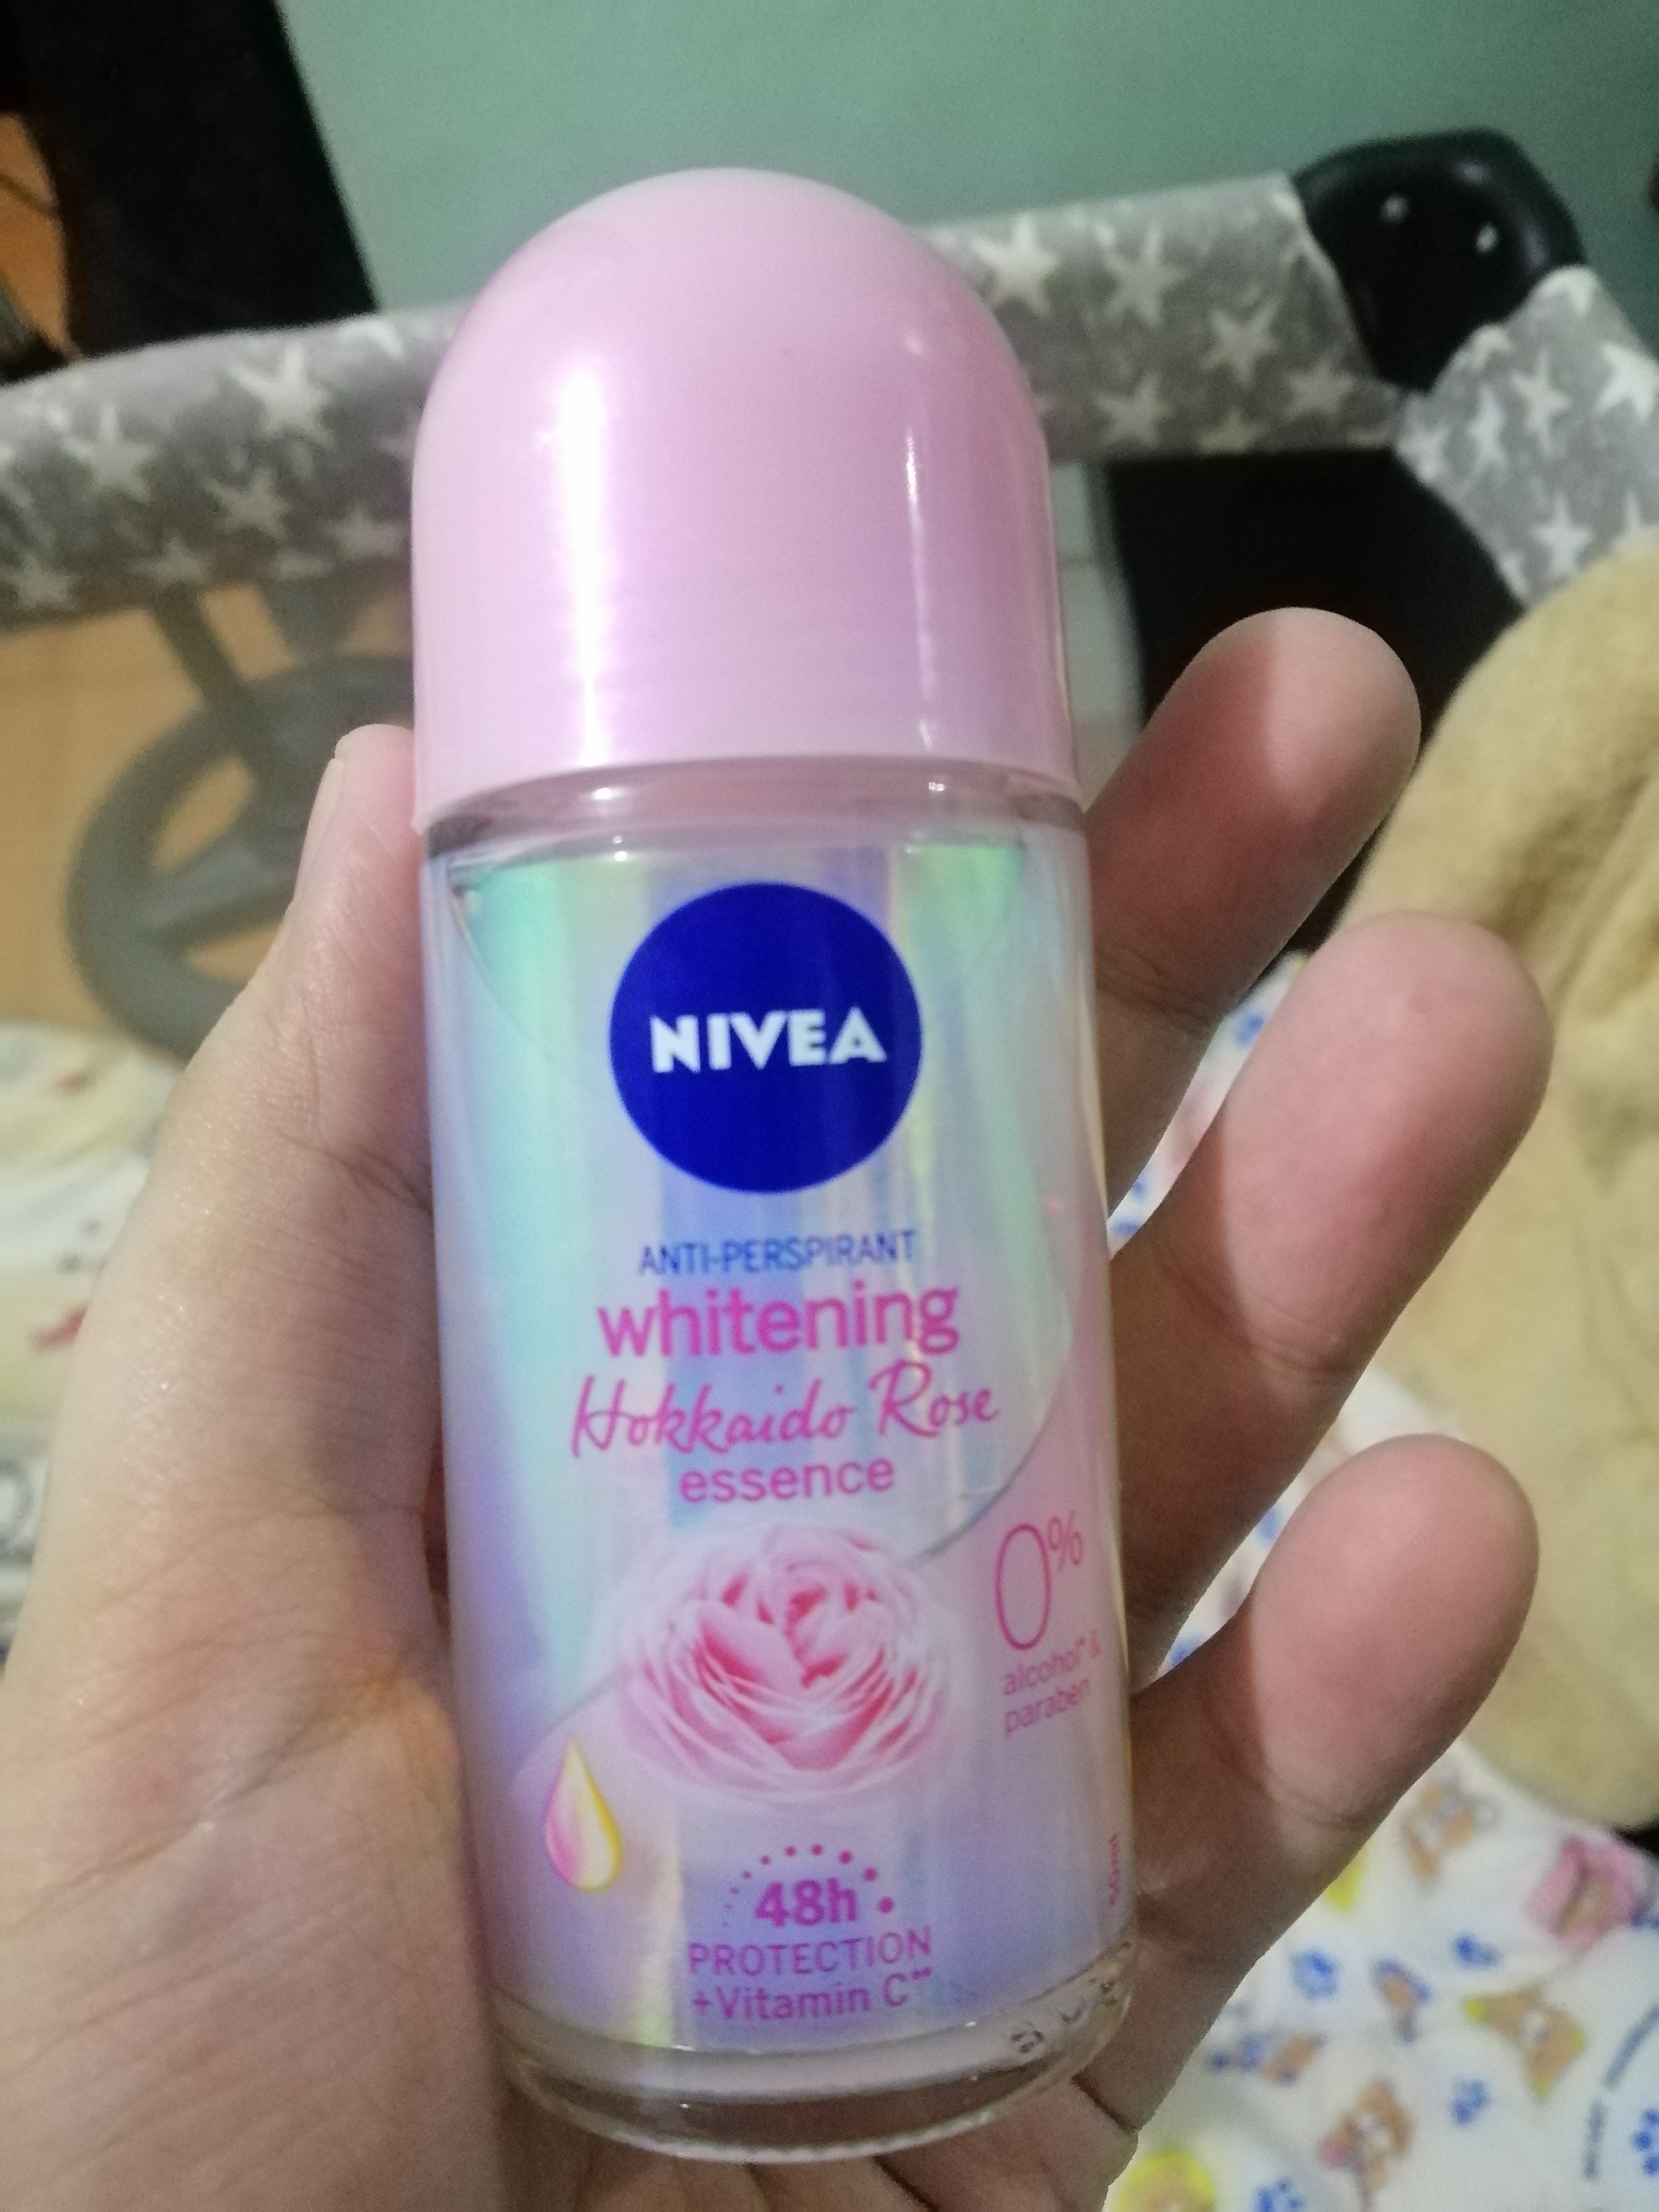 NIVEA
ANTI-PERSPIRANT
whitening
Hokkaido Rose
essence
0%
alcohol* &
paraben
48h
PROTECTION
+Vitamin C**